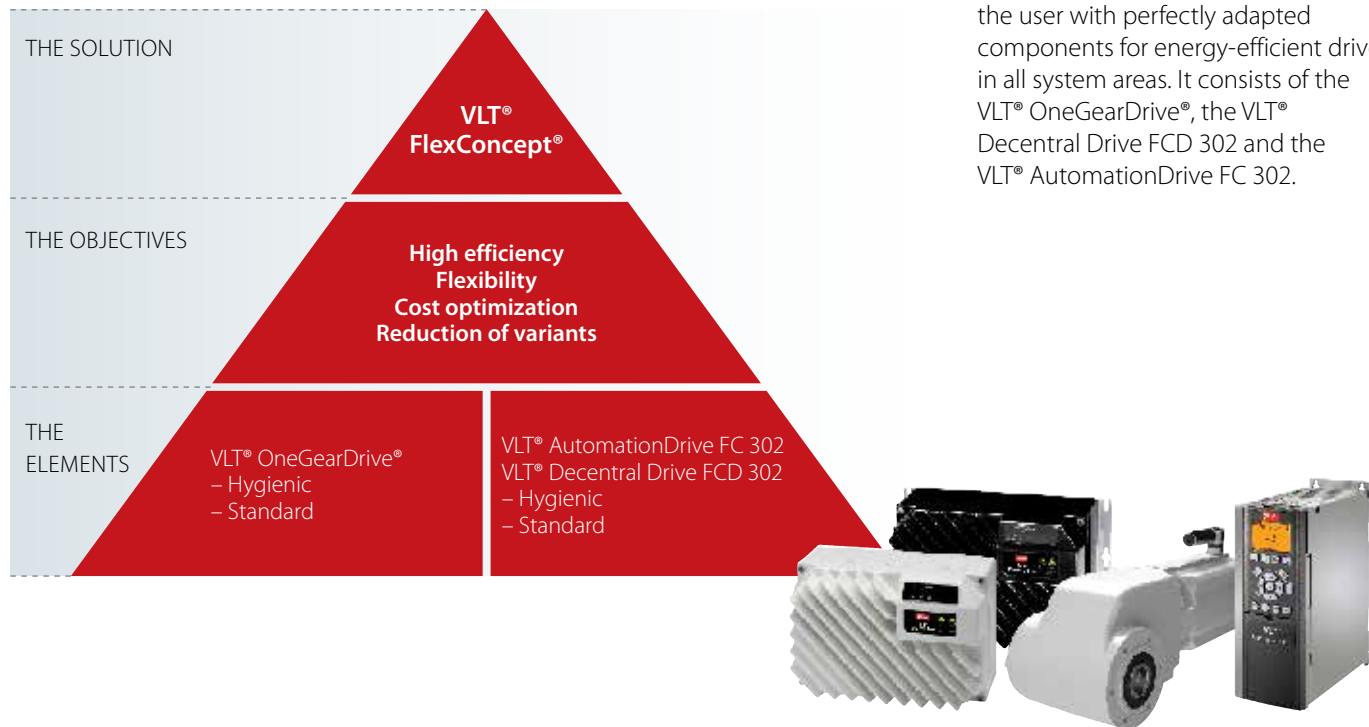 THE SOLUTION
VLT®
FlexConcept®
THE OBJECTIVES
High efficiency
Flexibility
Cost optimization
Reduction of variants
THE
ELEMENTS
VLT® OneGearDrive®
– Hygienic
– Standard
VLT® AutomationDrive FC 302
VLT® Decentral Drive FCD 302
– Hygienic
– Standard
the user with perfectly adapted
components for energy-efficient driv
in all system areas. It consists of the
VLT® OneGearDrive®, the VLT®
Decentral Drive FCD 302 and the
VLT® AutomationDrive FC 302.